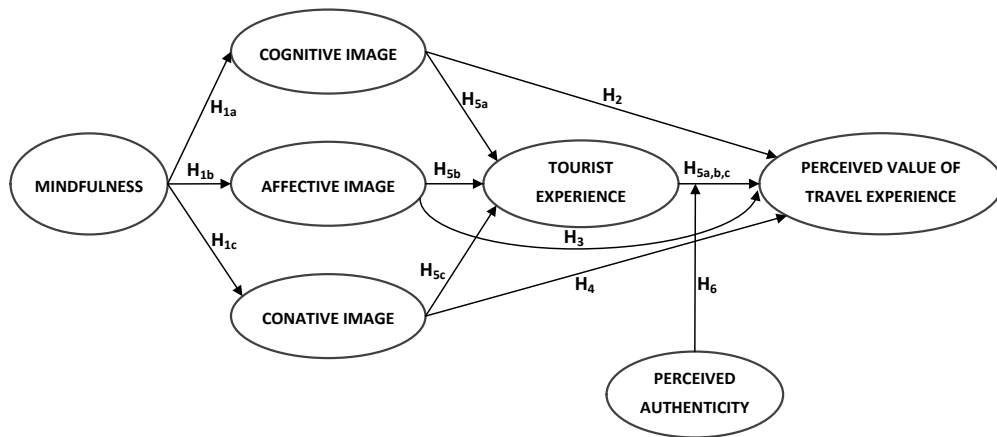 COGNITIVE IMAGE
H2
H5a
H1a
MINDFULNESS
H1b
AFFECTIVE IMAGE
H5b
TOURIST
EXPERIENCE
H5a,b,c
PERCEIVED VALUE OF
TRAVEL EXPERIENCE
H3
H1c
H5c
H4
H6
CONATIVE IMAGE
PERCEIVED
AUTHENTICITY